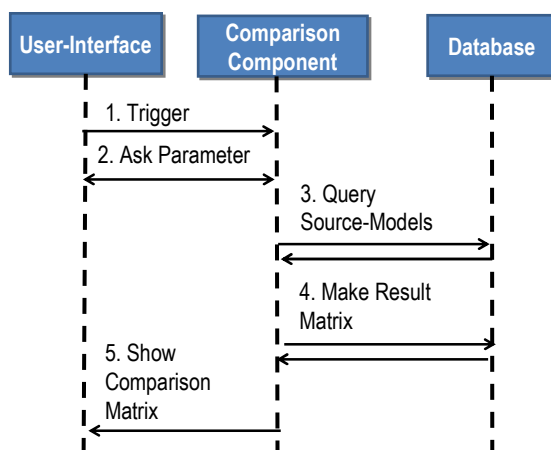 User-Interface
Comparison
Component
Database
1. Trigger
2. Ask Parameter
3. Query
Source-Models
4. Make Result
Matrix
5. Show
Comparison
Matrix